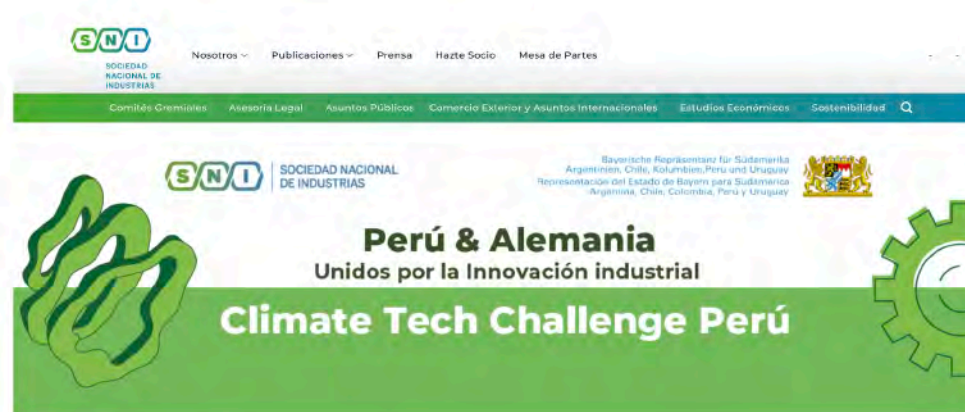 SNI
SOCIEDAD
NACIONAL DE
INDUSTRIAS
Nosotros Publicaciones Prensa Hazte Socio Mesa de Partes
Comités Gremiales Asesoría Legal Asuntos Públicos Comercio Exterior y Asuntos Internacionales Estudios Económicos Sostenibilidad
SNI
SOCIEDAD NACIONAL
DE INDUSTRIAS
Bayerische Repräsentanz für Südamerika
Argentinien, Chile, Kolumbien, Peru und Uruguay
Representación del Estado de Bayern para Sudamérica
Argentina, Chile, Colombia, Perú y Uruguay
Perú & Alemania
Unidos por la Innovación industrial
Climate Tech Challenge Perú